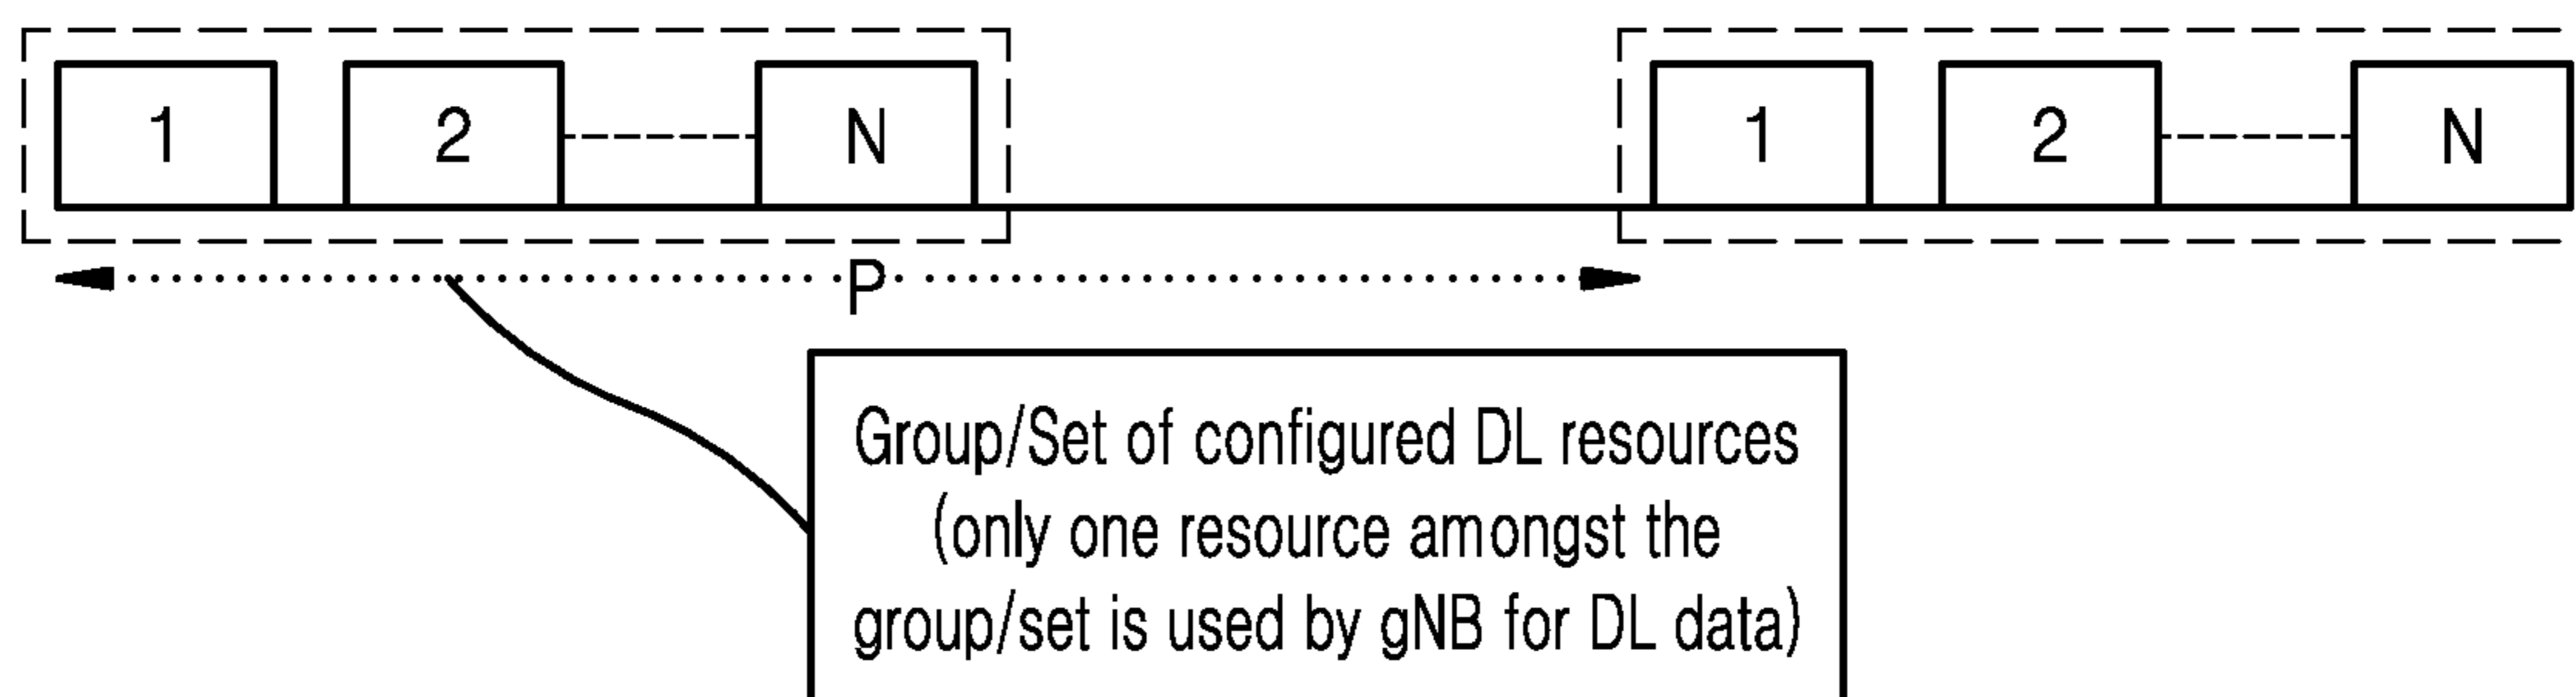 1 2 N 1 2 N
P
Group/Set of configured DL resources
(only one resource amongst the
group/set is used by gNB for DL data)